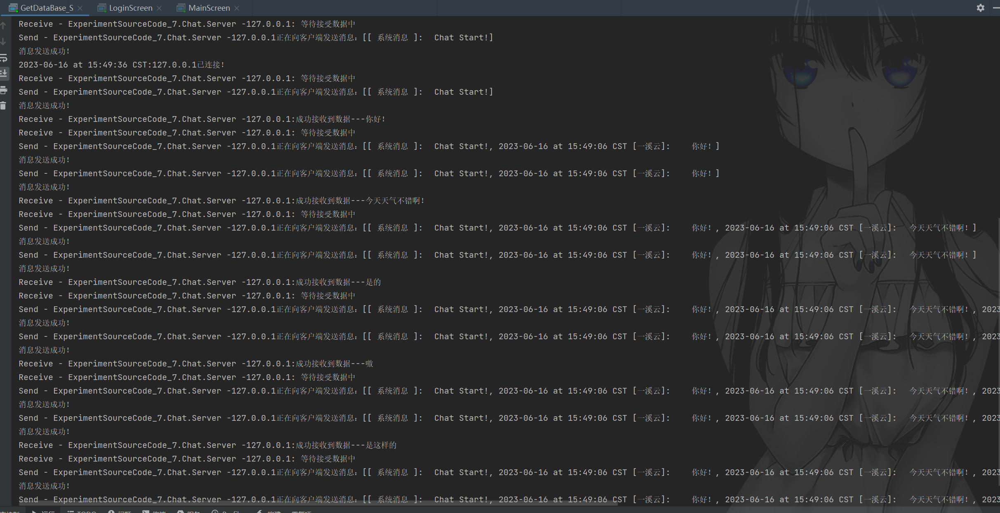 GetDataBase_S LoginScreen MainScreen
Receive - ExperimentSourceCode_7.Chat.Server -127.0.0.1: 等待接受数据中
Send - ExperimentSourceCode_7.Chat.Server -127.0.0.1正在向客户端发送消息：[[ 系统消息 ]:  Chat Start!]
消息发送成功！
2023-06-16 at 15:49:36 CST:127.0.0.1已连接！
Receive - ExperimentSourceCode_7.Chat.Server -127.0.0.1: 等待接受数据中
Send - ExperimentSourceCode_7.Chat.Server -127.0.0.1正在向客户端发送消息：[[ 系统消息 ]:  Chat Start!]
消息发送成功！
Receive - ExperimentSourceCode_7.Chat.Server -127.0.0.1:成功接收到数据---你好！
Receive - ExperimentSourceCode_7.Chat.Server -127.0.0.1: 等待接受数据中
Send - ExperimentSourceCode_7.Chat.Server -127.0.0.1正在向客户端发送消息：[[ 系统消息 ]:  Chat Start!, 2023-06-16 at 15:49:06 CST [一溪云]:    你好！]
消息发送成功！
Send - ExperimentSourceCode_7.Chat.Server -127.0.0.1正在向客户端发送消息：[[ 系统消息 ]:  Chat Start!, 2023-06-16 at 15:49:06 CST [一溪云]:    你好！]
消息发送成功！
Receive - ExperimentSourceCode_7.Chat.Server -127.0.0.1:成功接收到数据---今天天气不错啊！
Receive - ExperimentSourceCode_7.Chat.Server -127.0.0.1: 等待接受数据中
Send - ExperimentSourceCode_7.Chat.Server -127.0.0.1正在向客户端发送消息：[[ 系统消息 ]:  Chat Start!, 2023-06-16 at 15:49:06 CST [一溪云]:    你好！, 2023-06-16 at 15:49:06 CST [一溪云]:  今天天气不错啊！]
消息发送成功！
Send - ExperimentSourceCode_7.Chat.Server -127.0.0.1正在向客户端发送消息：[[ 系统消息 ]:  Chat Start!, 2023-06-16 at 15:49:06 CST [一溪云]:    你好！, 2023-06-16 at 15:49:06 CST [一溪云]:  今天天气不错啊！]
消息发送成功！
Receive - ExperimentSourceCode_7.Chat.Server -127.0.0.1:成功接收到数据---是的
Receive - ExperimentSourceCode_7.Chat.Server -127.0.0.1: 等待接受数据中
Send - ExperimentSourceCode_7.Chat.Server -127.0.0.1正在向客户端发送消息：[[ 系统消息 ]:  Chat Start!, 2023-06-16 at 15:49:06 CST [一溪云]:    你好！, 2023-06-16 at 15:49:06 CST [一溪云]:  今天天气不错啊！, 2023
消息发送成功！
Send - ExperimentSourceCode_7.Chat.Server -127.0.0.1正在向客户端发送消息：[[ 系统消息 ]:  Chat Start!, 2023-06-16 at 15:49:06 CST [一溪云]:    你好！, 2023-06-16 at 15:49:06 CST [一溪云]:  今天天气不错啊！, 2023
消息发送成功！
Receive - ExperimentSourceCode_7.Chat.Server -127.0.0.1:成功接收到数据---嗷
Receive - ExperimentSourceCode_7.Chat.Server -127.0.0.1: 等待接受数据中
Send - ExperimentSourceCode_7.Chat.Server -127.0.0.1正在向客户端发送消息：[[ 系统消息 ]:  Chat Start!, 2023-06-16 at 15:49:06 CST [一溪云]:    你好！, 2023-06-16 at 15:49:06 CST [一溪云]:  今天天气不错啊！, 2023
消息发送成功！
Send - ExperimentSourceCode_7.Chat.Server -127.0.0.1正在向客户端发送消息：[[ 系统消息 ]:  Chat Start!, 2023-06-16 at 15:49:06 CST [一溪云]:    你好！, 2023-06-16 at 15:49:06 CST [一溪云]:  今天天气不错啊！, 2023
消息发送成功！
Receive - ExperimentSourceCode_7.Chat.Server -127.0.0.1:成功接收到数据---是这样的
Receive - ExperimentSourceCode_7.Chat.Server -127.0.0.1: 等待接受数据中
Send - ExperimentSourceCode_7.Chat.Server -127.0.0.1正在向客户端发送消息：[[ 系统消息 ]:  Chat Start!, 2023-06-16 at 15:49:06 CST [一溪云]:    你好！, 2023-06-16 at 15:49:06 CST [一溪云]:  今天天气不错啊！, 2023
消息发送成功！
Send - ExperimentSourceCode_7.Chat.Server -127.0.0.1正在向客户端发送消息：[[ 系统消息 ]:  Chat Start!, 2023-06-16 at 15:49:06 CST [一溪云]:    你好！, 2023-06-16 at 15:49:06 CST [一溪云]:  今天天气不错啊！, 2023
运行 TODO